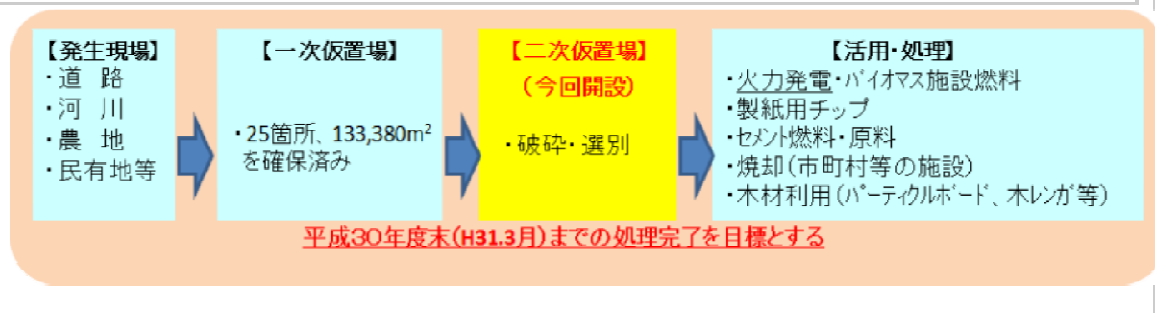 【発生現場】
・道　路
・河　川
・農　地
・民有地等
【一次仮置場】
・25箇所、133,380m²
を確保済み
【二次仮置場】
（今回開設）
・破砕・選別
【活用・処理】
・火力発電・バイオマス施設燃料
・製紙用チップ
・セメント燃料・原料
・焼却（市町村等の施設）
・木材利用（パーティクルボード、木レンガ等）
平成30年度末（H31.3月）までの処理完了を目標とする